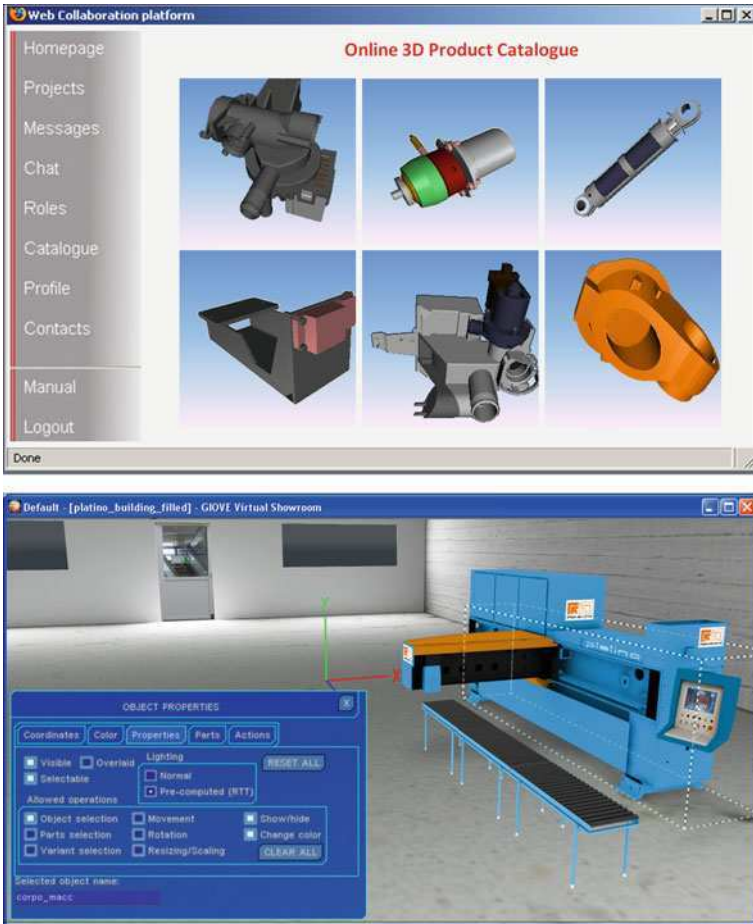 Web Collaboration platform
Homepage
Online 3D Product Catalogue
Projects
Messages
Chat
Roles
Catalogue
Profile
Contacts
Manual
Logout
Done
Default - [platino_building_filled] - GIOVE Virtual Showroom
Y
platino
X
OBJECT PROPERTIES
X
Coordinates Color Properties Parts Actions
Visible Overlaid Lighting RESET ALL
Selectable Normal
Pre-computed (RTT)
Allowed operations
Object selection Movement Show/hide
Parts selection Rotation Change color
Variant selection Resizing/Scaling CLEAR ALL
Selected object name:
corpo_macc